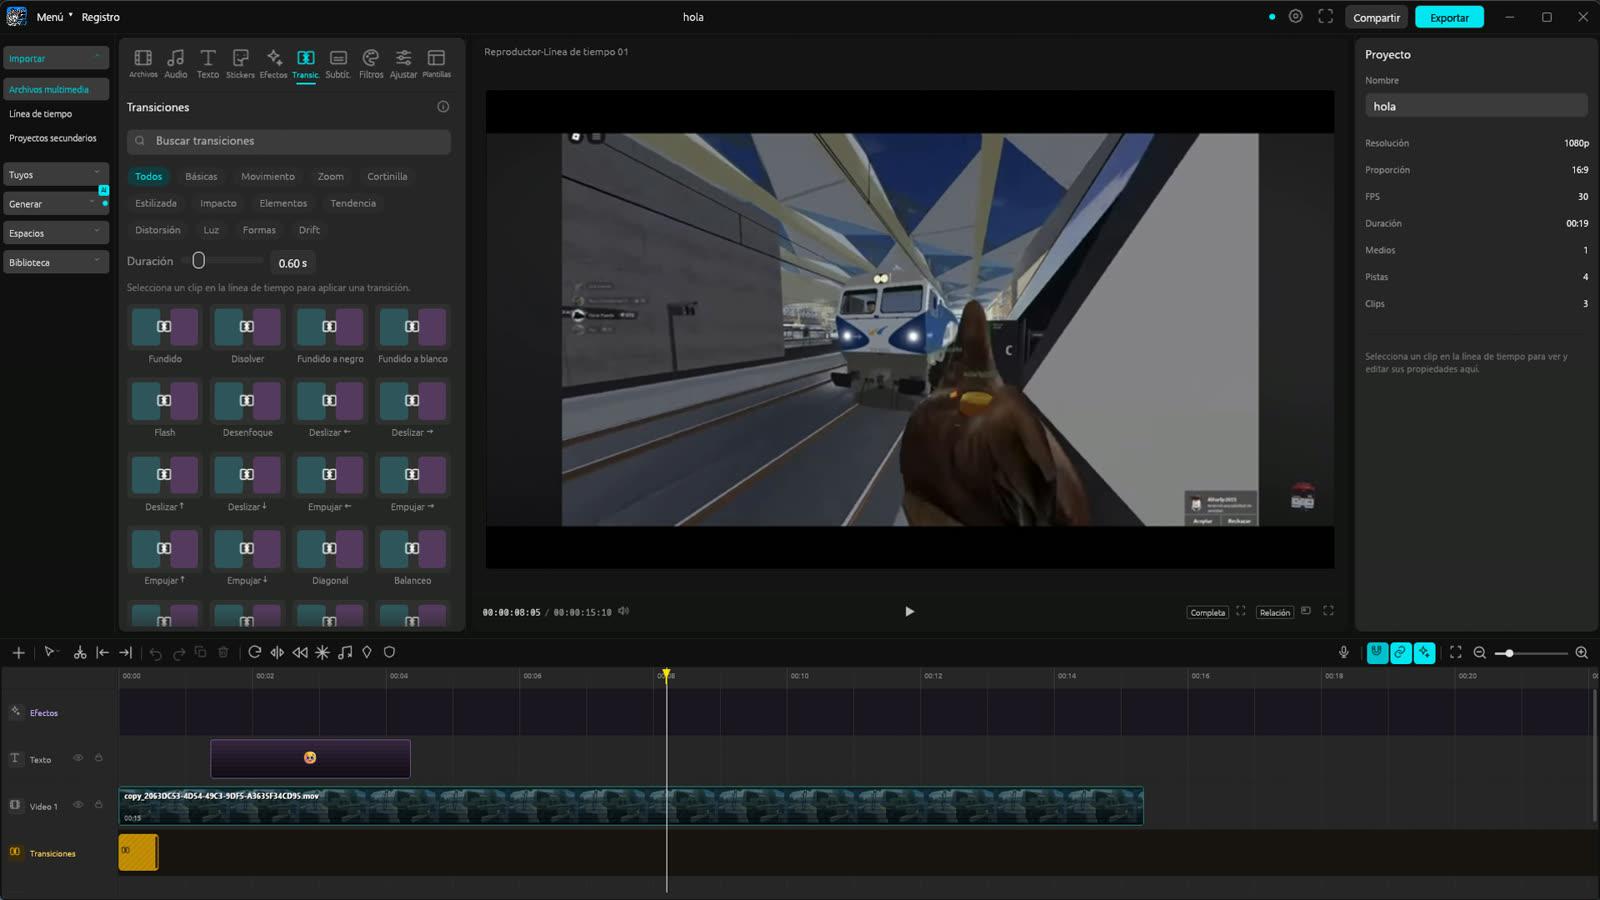 Menú
Registro
hola
Compartir
Exportar
Importar
Archivos multimedia
Línea de tiempo
Proyectos secundarios
Tuyos
AI
Generar
Espacios
Biblioteca
Archivos
Audio
Texto
Stickers
Efectos
Transic.
Subtít.
Filtros
Ajustar
Plantillas
Transiciones
Buscar transiciones
Todos
Básicas
Movimiento
Zoom
Cortinilla
Estilizada
Impacto
Elementos
Tendencia
Distorsión
Luz
Formas
Drift
Duración
0.60 s
Selecciona un clip en la línea de tiempo para aplicar una transición.
Fundido
Disolver
Fundido a negro
Fundido a blanco
Flash
Desenfoque
Deslizar ←
Deslizar →
Deslizar ↑
Deslizar ↓
Empujar ←
Empujar →
Empujar ↑
Empujar ↓
Diagonal
Balanceo
Reproductor-Línea de tiempo 01
C
Aceptar
Rechazar
00:00:08:05 / 00:00:15:10
Completa
Relación
Proyecto
Nombre
hola
Resolución 1080p
Proporción 16:9
FPS 30
Duración 00:19
Medios 1
Pistas 4
Clips 3
Selecciona un clip en la línea de tiempo para ver y
editar sus propiedades aquí.
00:00
00:02
00:04
00:06
00:08
00:10
00:12
00:14
00:16
00:18
00:20
Efectos
Texto
Video 1
copy_2063DC53-4D54-49C3-9DF5-A3635F34CD95.mov
00:15
Transiciones